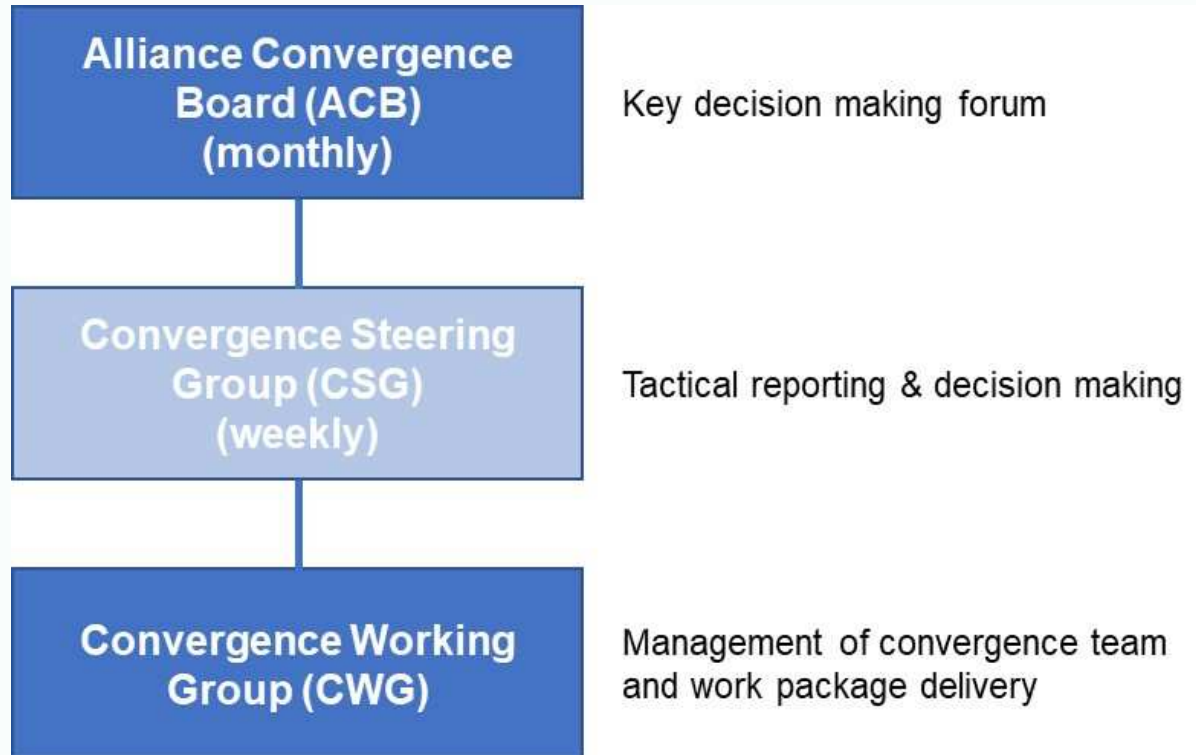 Alliance Convergence
Board (ACB)
(monthly)
Key decision making forum
Convergence Steering
Group (CSG)
(weekly)
Tactical reporting & decision making
Convergence Working
Group (CWG)
Management of convergence team
and work package delivery